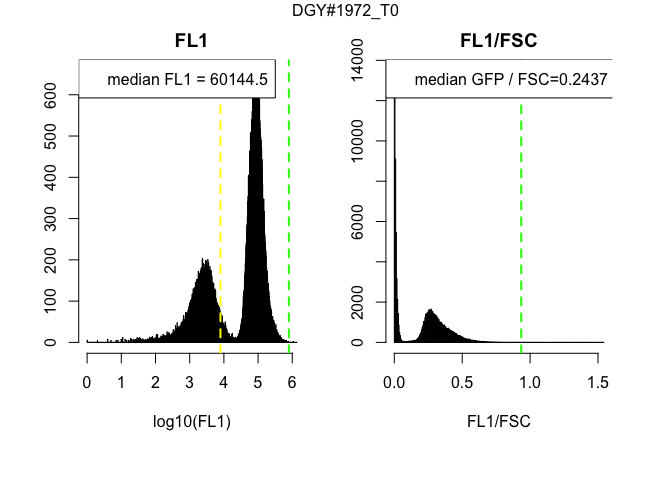 DGY#1972_T0
FL1
median FL1 = 60144.5
0
100
200
300
400
500
600
0 1 2 3 4 5 6
log10(FL1)
FL1/FSC
median GFP / FSC=0.2437
0
2000
6000
10000
14000
0.0 0.5 1.0 1.5
FL1/FSC